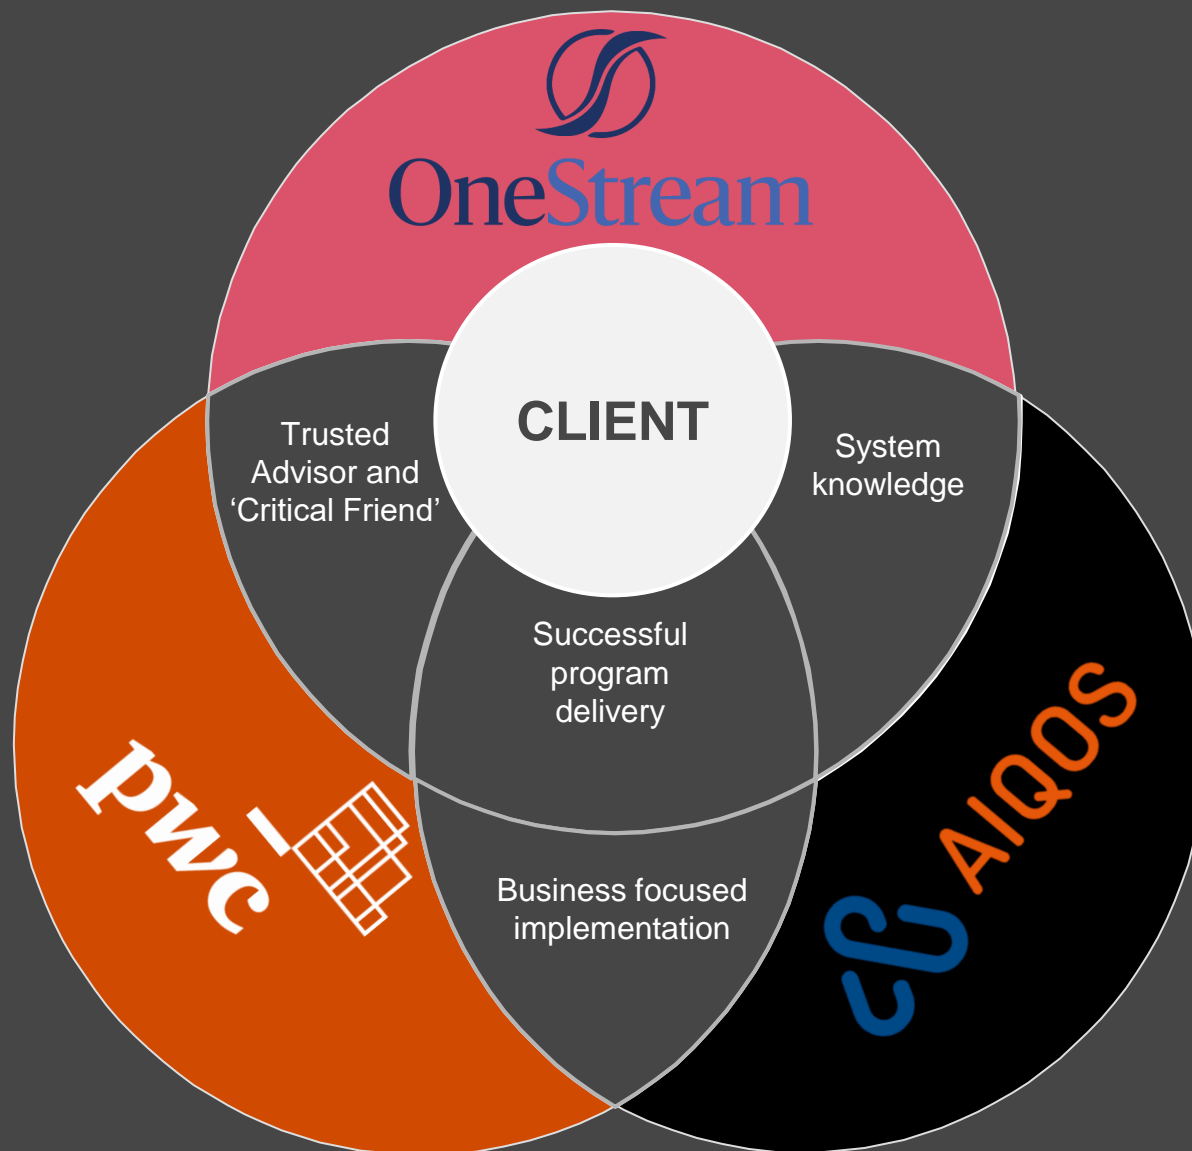 OneStream
CLIENT
Trusted
Advisor and
‘Critical Friend’
System
knowledge
Successful
program
delivery
pwc
AIQOS
Business focused
implementation